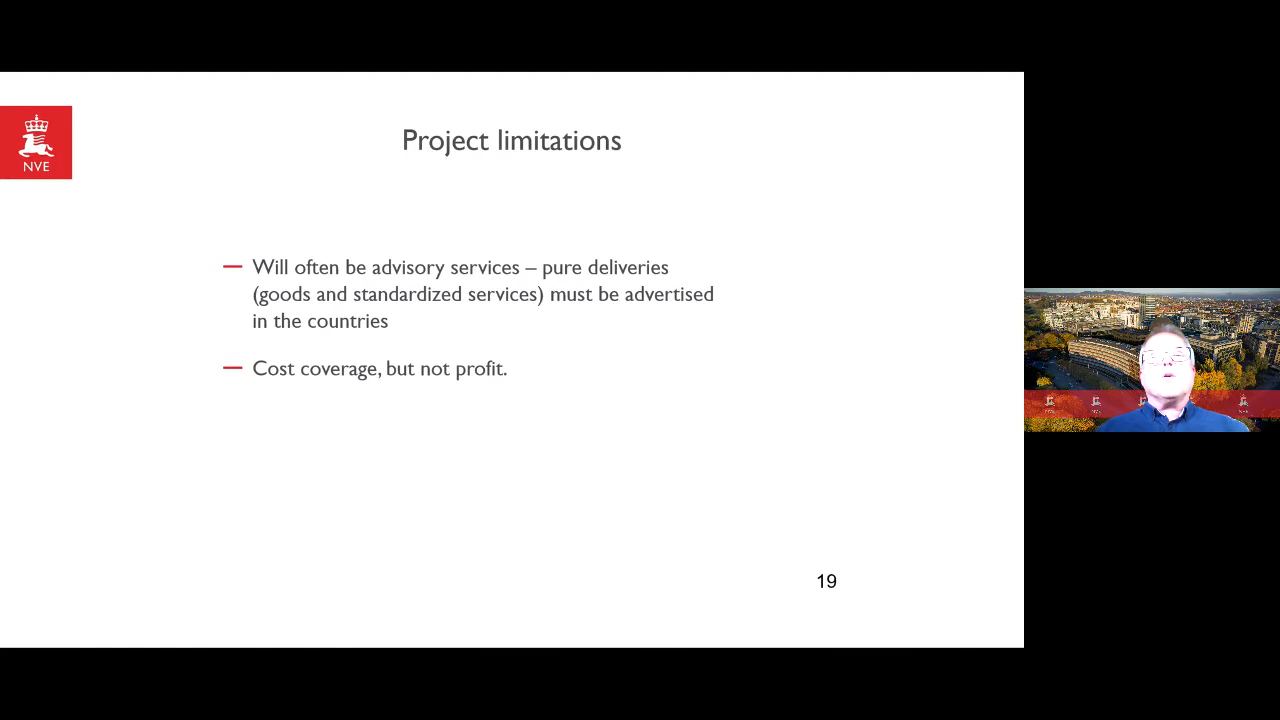 NVE
Project limitations
— Will often be advisory services – pure deliveries
(goods and standardized services) must be advertised
in the countries
— Cost coverage, but not profit.
19